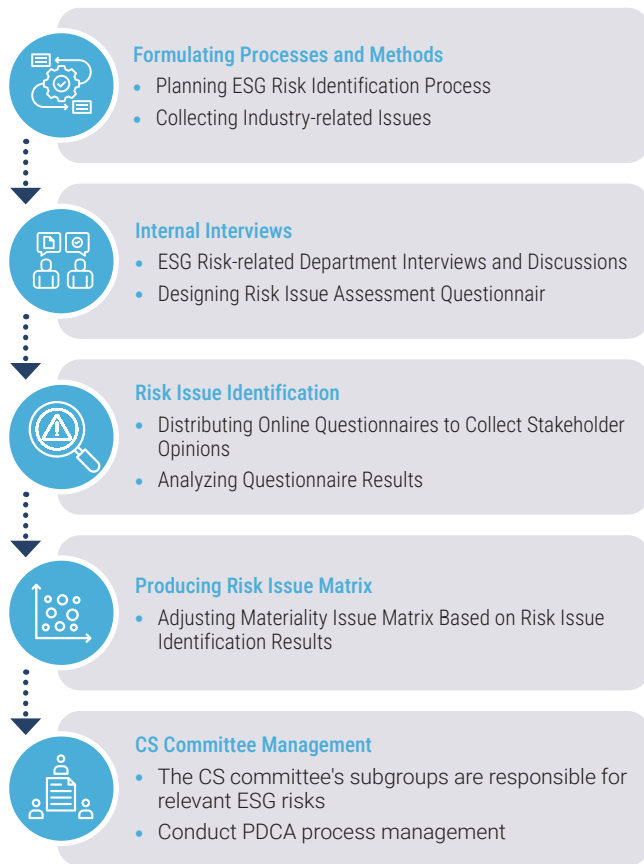 Formulating Processes and Methods
• Planning ESG Risk Identification Process
• Collecting Industry-related Issues
Internal Interviews
• ESG Risk-related Department Interviews and Discussions
• Designing Risk Issue Assessment Questionnair
Risk Issue Identification
• Distributing Online Questionnaires to Collect Stakeholder
Opinions
• Analyzing Questionnaire Results
Producing Risk Issue Matrix
• Adjusting Materiality Issue Matrix Based on Risk Issue
Identification Results
CS Committee Management
• The CS committee's subgroups are responsible for
relevant ESG risks
• Conduct PDCA process management